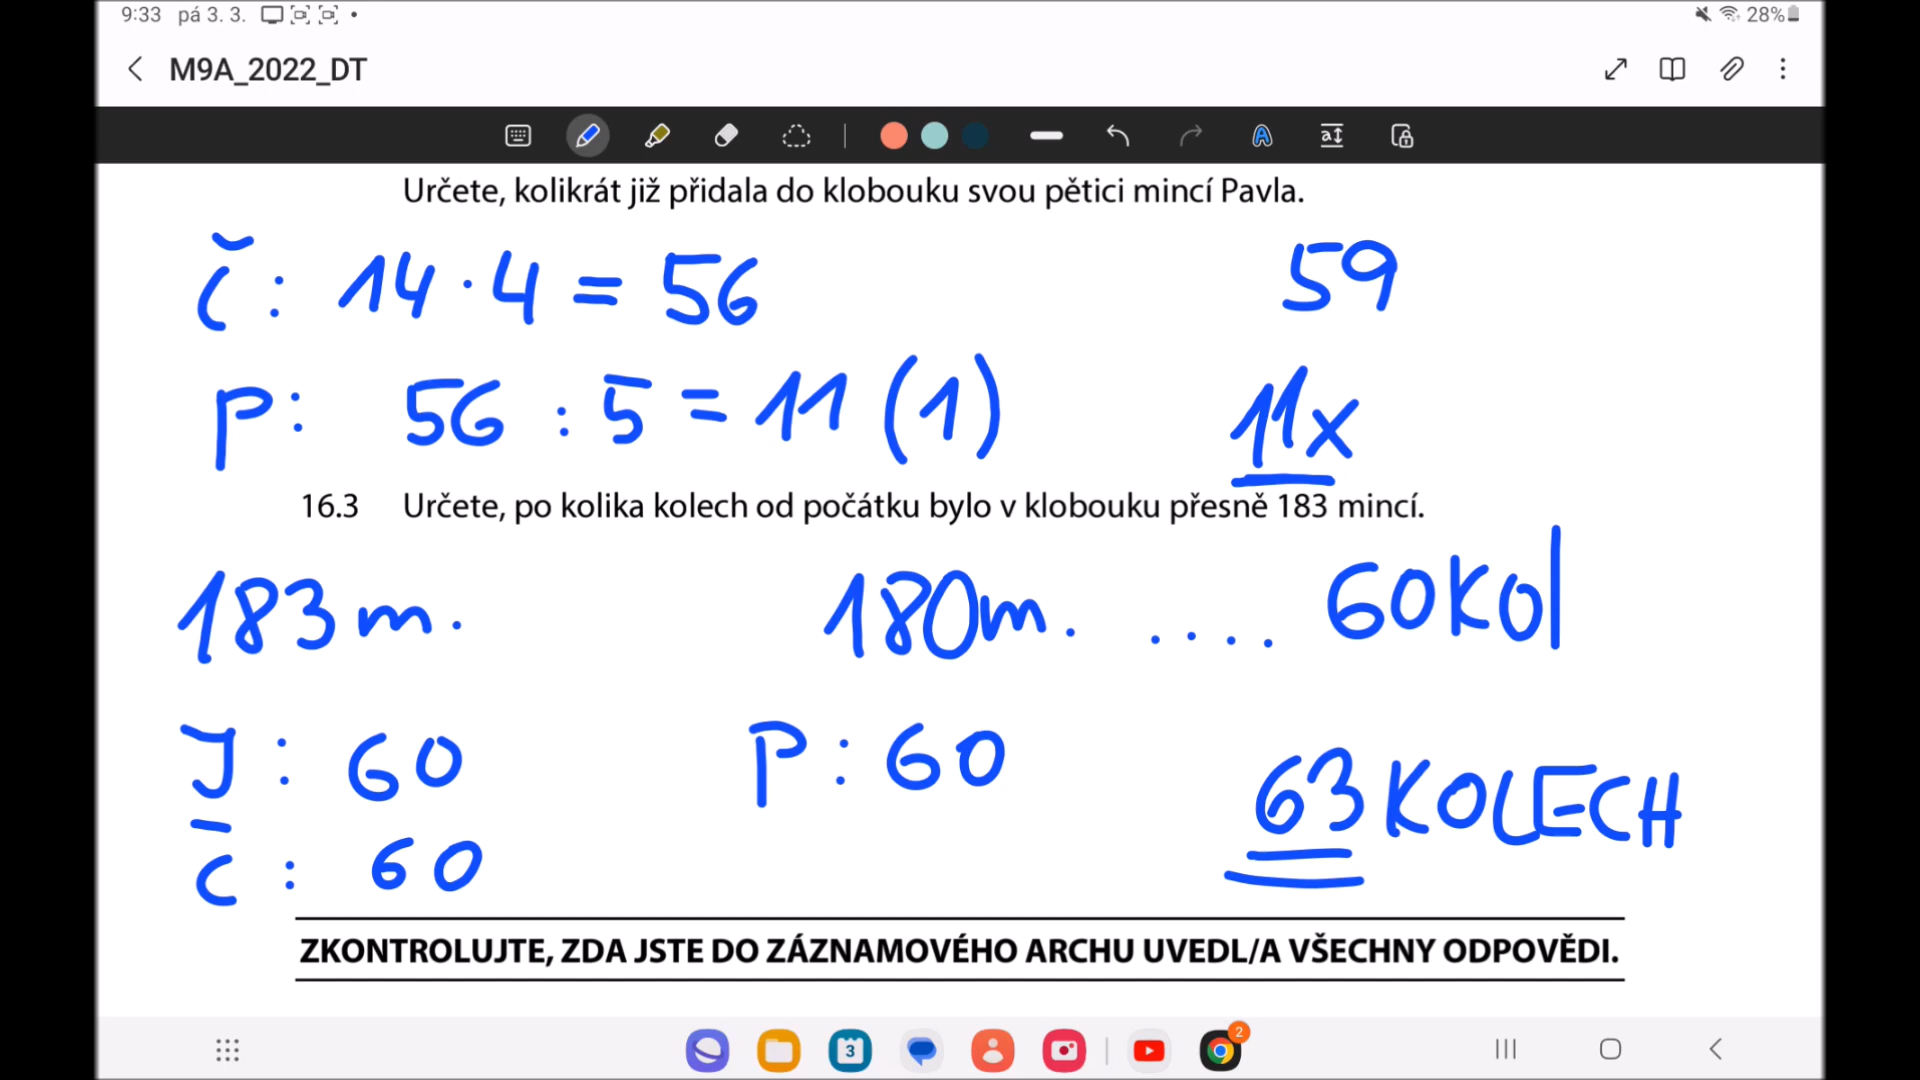 9:33 pá 3. 3. 28%
M9A_2022_DT
Určete, kolikrát již přidala do klobouku svou pětici mincí Pavla.
Č: 14 · 4 = 56 59
P: 56 : 5 = 11 (1) 11x
16.3 Určete, po kolika kolech od počátku bylo v klobouku přesně 183 mincí.
183 m. 180 m. .... 60 KOl
J : 60 P : 60
63 KOLECH
C : 60
ZKONTROLUJTE, ZDA JSTE DO ZÁZNAMOVÉHO ARCHU UVEDL/A VŠECHNY ODPOVĚDI.
3 2